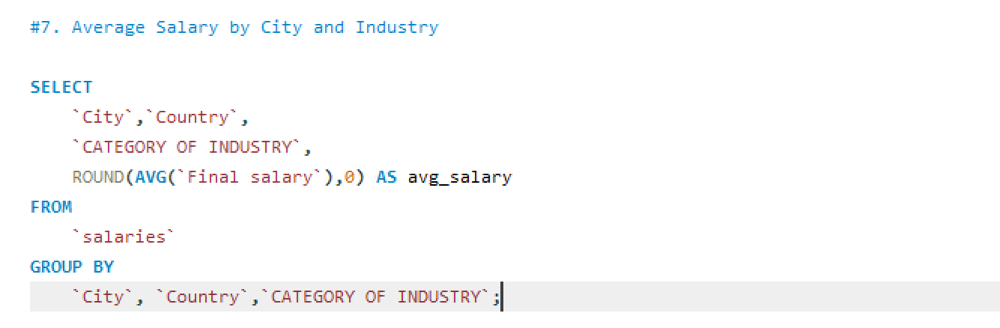 #7. Average Salary by City and Industry
SELECT
`City`,`Country`,
`CATEGORY OF INDUSTRY`,
ROUND(AVG(`Final salary`),0) AS avg_salary
FROM
`salaries`
GROUP BY
`City`, `Country`,`CATEGORY OF INDUSTRY`;